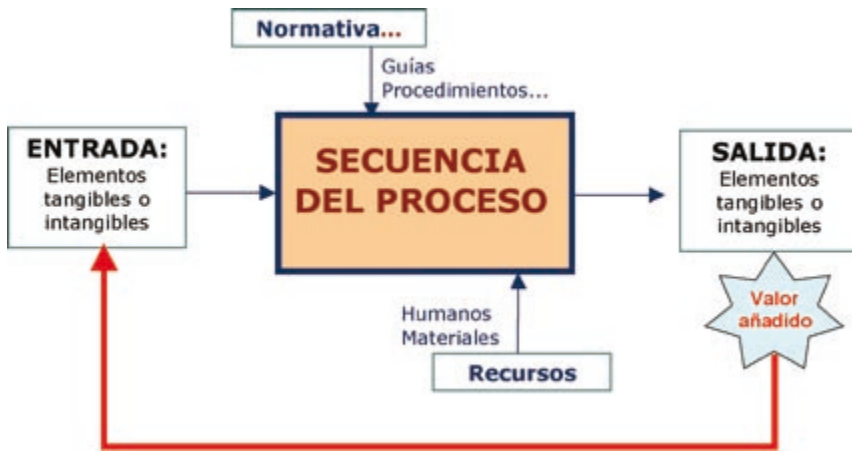 Normativa...
Guías
Procedimientos...
ENTRADA:
Elementos
tangibles o
intangibles
SECUENCIA
DEL PROCESO
SALIDA:
Elementos
tangibles o
intangibles
Valor
añadido
Humanos
Materiales
Recursos